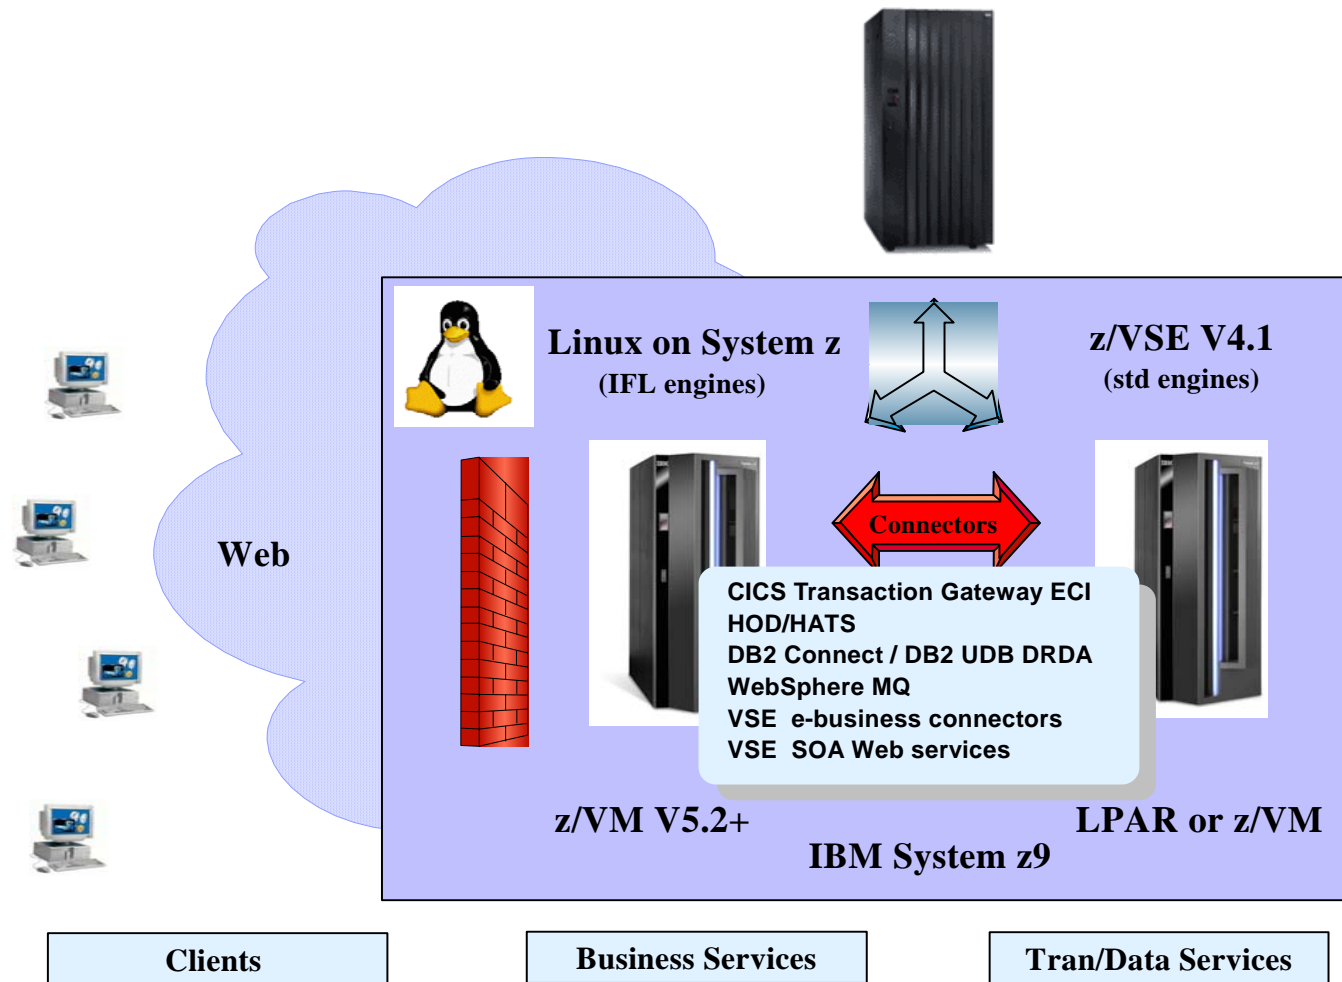 Linux on System z
(IFL engines)
z/VSE V4.1
(std engines)
Web
Connectors
CICS Transaction Gateway ECI
HOD/HATS
DB2 Connect / DB2 UDB DRDA
WebSphere MQ
VSE e-business connectors
VSE SOA Web services
z/VM V5.2+
LPAR or z/VM
IBM System z9
Clients
Business Services
Tran/Data Services